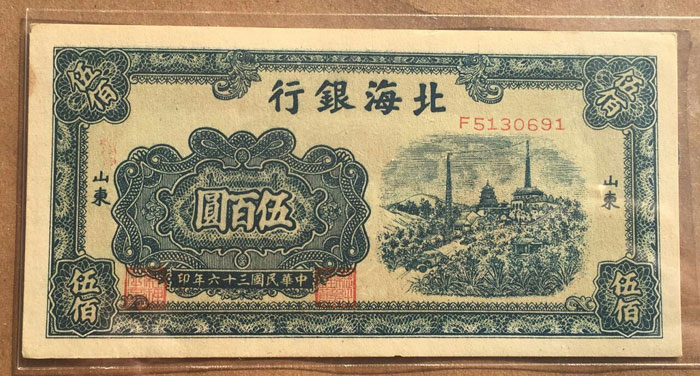 伍佰 伍佰
北海銀行
F5130691
山東 山東
伍百圓
中華民國三十六年印
伍佰 伍佰